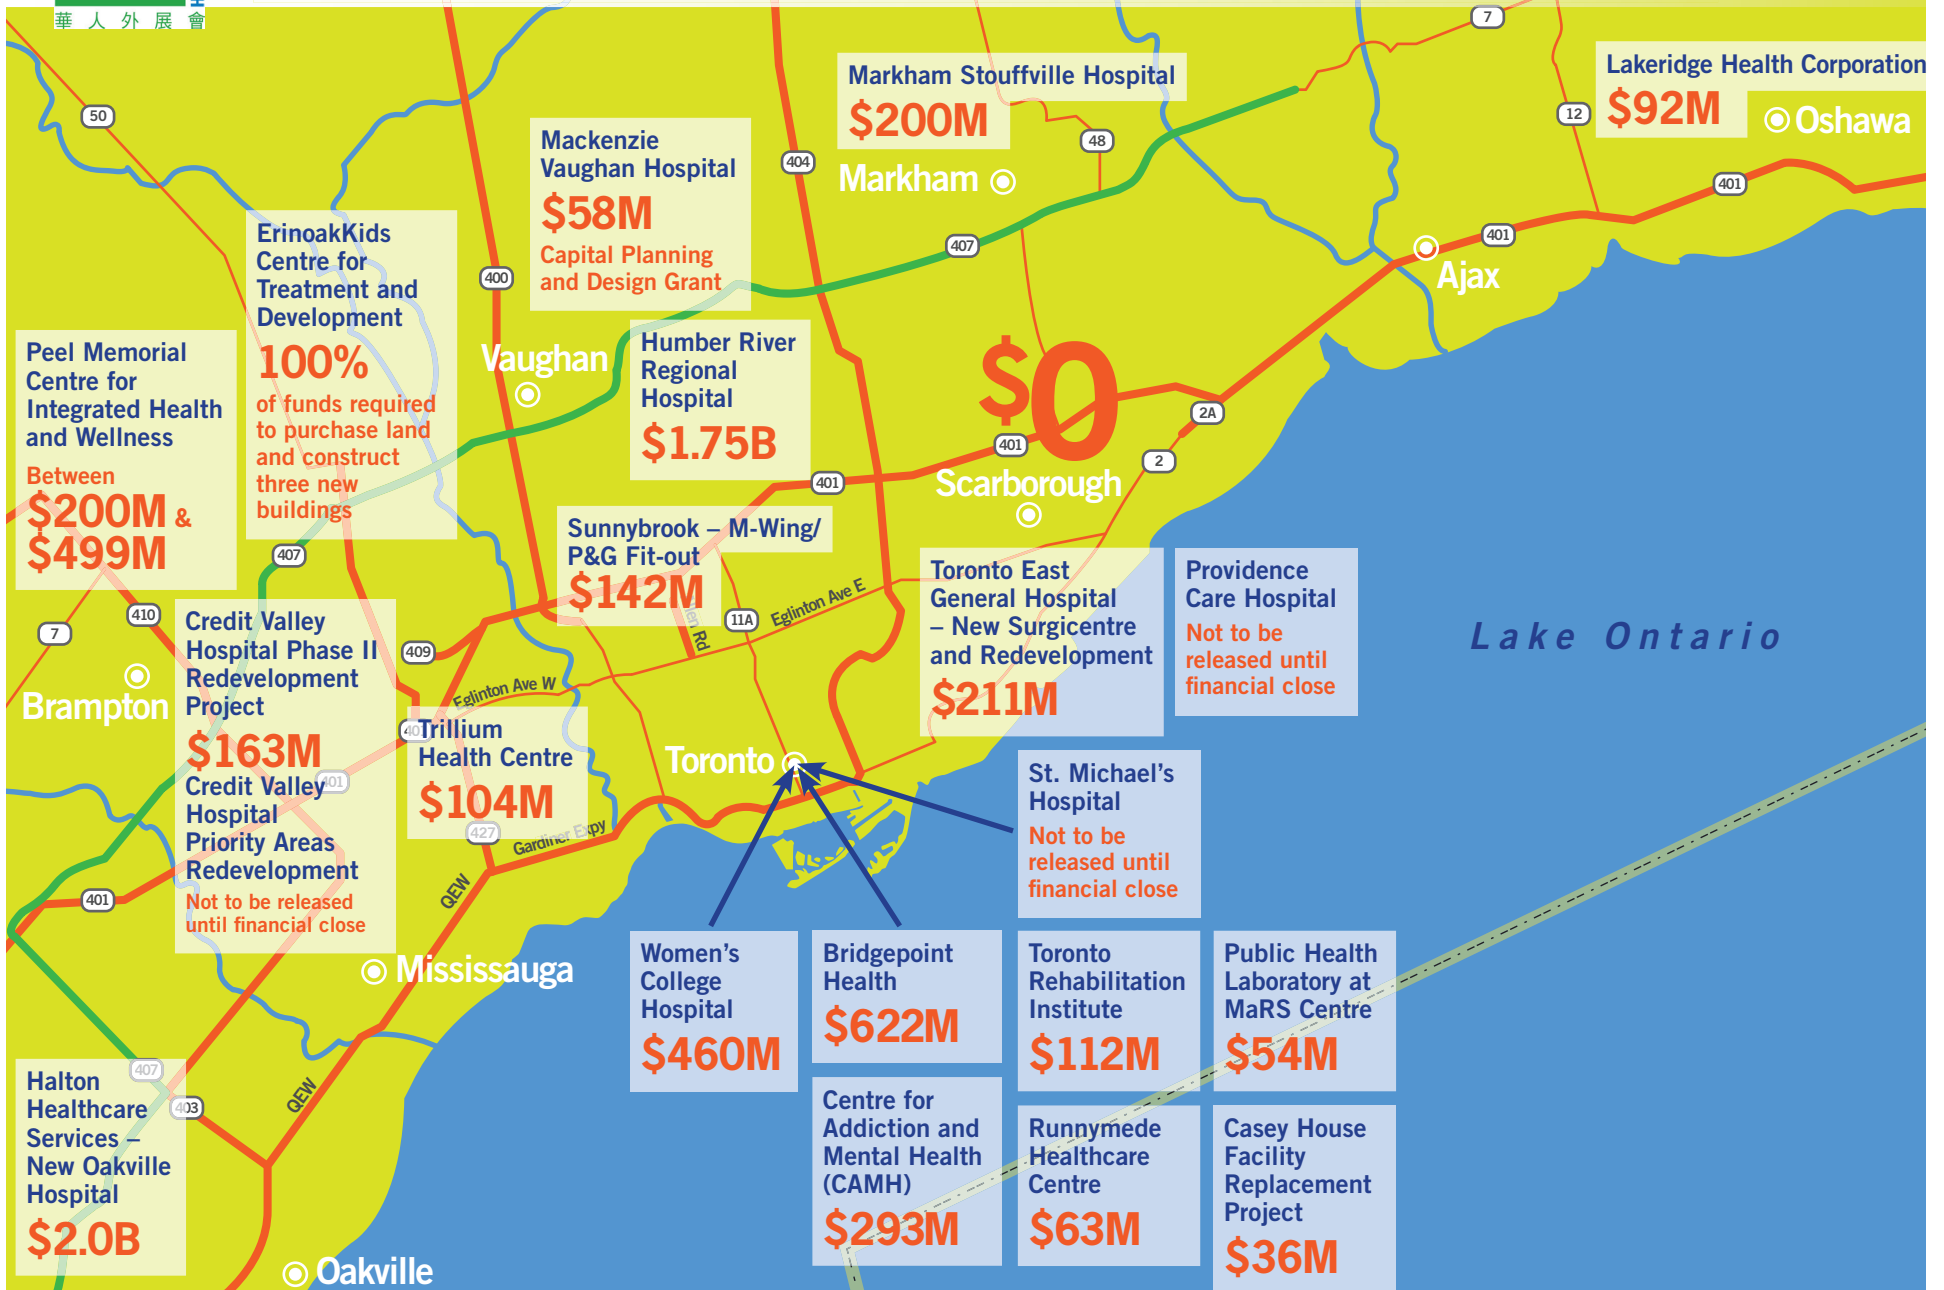 華人外展會
7
Markham Stouffville Hospital
$200M
Lakeridge Health Corporation
$92M
Oshawa
50
12
48
404
Markham
Mackenzie
Vaughan Hospital
$58M
Capital Planning
and Design Grant
401
401
407
Ajax
400
ErinoakKids
Centre for
Treatment and
Development
100%
of funds required
to purchase land
and construct
three new
buildings
Peel Memorial
Centre for
Integrated Health
and Wellness
Between
$200M &
$499M
Vaughan
Humber River
Regional
Hospital
$1.75B
$0
2A
401
2
401
Scarborough
407
Sunnybrook – M-Wing/
P&G Fit-out
$142M
Toronto East
General Hospital
– New Surgicentre
and Redevelopment
$211M
Providence
Care Hospital
Not to be
released until
financial close
Lake Ontario
410
7
Brampton
11A
Eglinton Ave E
Rd
409
Eglinton Ave W
Credit Valley
Hospital Phase II
Redevelopment
Project
$163M
Credit Valley
Hospital
Priority Areas
Redevelopment
Not to be released
until financial close
401
Trillium
Health Centre
$104M
427
Gardiner Expy
Toronto
St. Michael's
Hospital
Not to be
released until
financial close
401
QEW
Mississauga
Women's
College
Hospital
$460M
Bridgepoint
Health
$622M
Toronto
Rehabilitation
Institute
$112M
Public Health
Laboratory at
MaRS Centre
$54M
407
403
QEW
Halton
Healthcare
Services –
New Oakville
Hospital
$2.0B
Centre for
Addiction and
Mental Health
(CAMH)
$293M
Runnymede
Healthcare
Centre
$63M
Casey House
Facility
Replacement
Project
$36M
Oakville